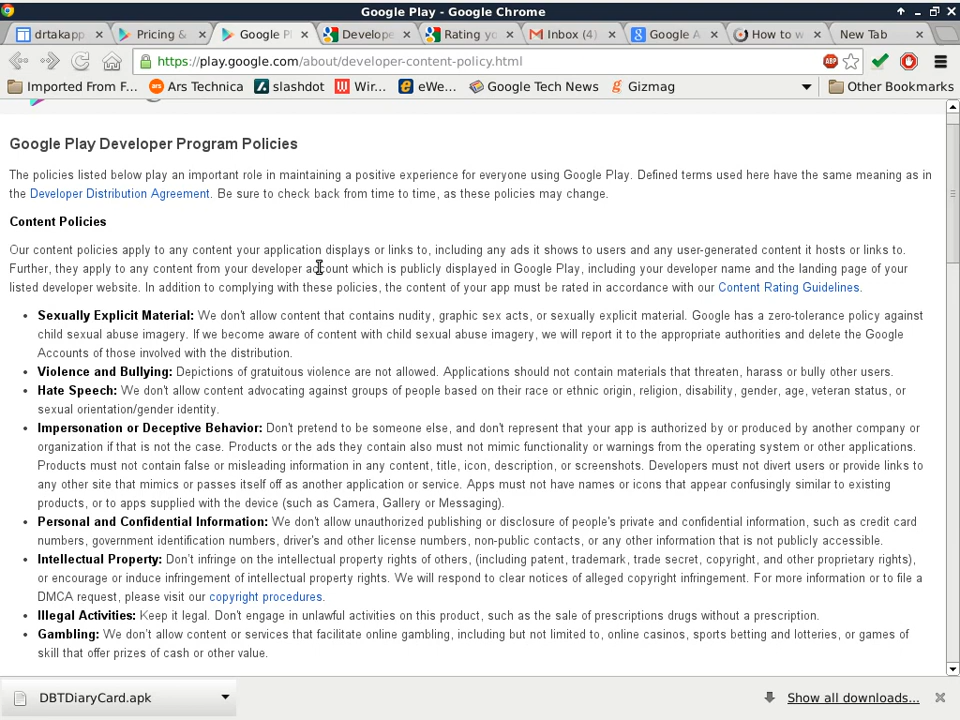 Google Play - Google Chrome
drtakapp
Pricing &
Google P
Develope
Rating yo
Inbox (4)
Google A
How to w
New Tab
https://play.google.com/about/developer-content-policy.html
ABP
Imported From F...
Ars Technica
slashdot
Wir...
eWe...
Google Tech News
Gizmag
Other Bookmarks
Google Play Developer Program Policies
The policies listed below play an important role in maintaining a positive experience for everyone using Google Play. Defined terms used here have the same meaning as in
the Developer Distribution Agreement. Be sure to check back from time to time, as these policies may change.
Content Policies
Our content policies apply to any content your application displays or links to, including any ads it shows to users and any user-generated content it hosts or links to.
Further, they apply to any content from your developer account which is publicly displayed in Google Play, including your developer name and the landing page of your
listed developer website. In addition to complying with these policies, the content of your app must be rated in accordance with our Content Rating Guidelines.
• Sexually Explicit Material: We don't allow content that contains nudity, graphic sex acts, or sexually explicit material. Google has a zero-tolerance policy against
child sexual abuse imagery. If we become aware of content with child sexual abuse imagery, we will report it to the appropriate authorities and delete the Google
Accounts of those involved with the distribution.
• Violence and Bullying: Depictions of gratuitous violence are not allowed. Applications should not contain materials that threaten, harass or bully other users.
• Hate Speech: We don't allow content advocating against groups of people based on their race or ethnic origin, religion, disability, gender, age, veteran status, or
sexual orientation/gender identity.
• Impersonation or Deceptive Behavior: Don't pretend to be someone else, and don't represent that your app is authorized by or produced by another company or
organization if that is not the case. Products or the ads they contain also must not mimic functionality or warnings from the operating system or other applications.
Products must not contain false or misleading information in any content, title, icon, description, or screenshots. Developers must not divert users or provide links to
any other site that mimics or passes itself off as another application or service. Apps must not have names or icons that appear confusingly similar to existing
products, or to apps supplied with the device (such as Camera, Gallery or Messaging).
• Personal and Confidential Information: We don't allow unauthorized publishing or disclosure of people's private and confidential information, such as credit card
numbers, government identification numbers, driver's and other license numbers, non-public contacts, or any other information that is not publicly accessible.
• Intellectual Property: Don't infringe on the intellectual property rights of others, (including patent, trademark, trade secret, copyright, and other proprietary rights),
or encourage or induce infringement of intellectual property rights. We will respond to clear notices of alleged copyright infringement. For more information or to file a
DMCA request, please visit our copyright procedures.
• Illegal Activities: Keep it legal. Don't engage in unlawful activities on this product, such as the sale of prescriptions drugs without a prescription.
• Gambling: We don't allow content or services that facilitate online gambling, including but not limited to, online casinos, sports betting and lotteries, or games of
skill that offer prizes of cash or other value.
DBTDiaryCard.apk
Show all downloads...